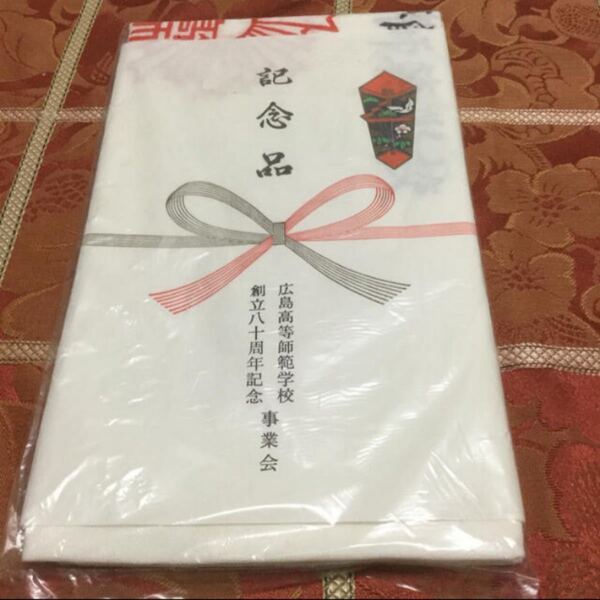 記念品
広島高等師範学校
創立八十周年記念
事業会